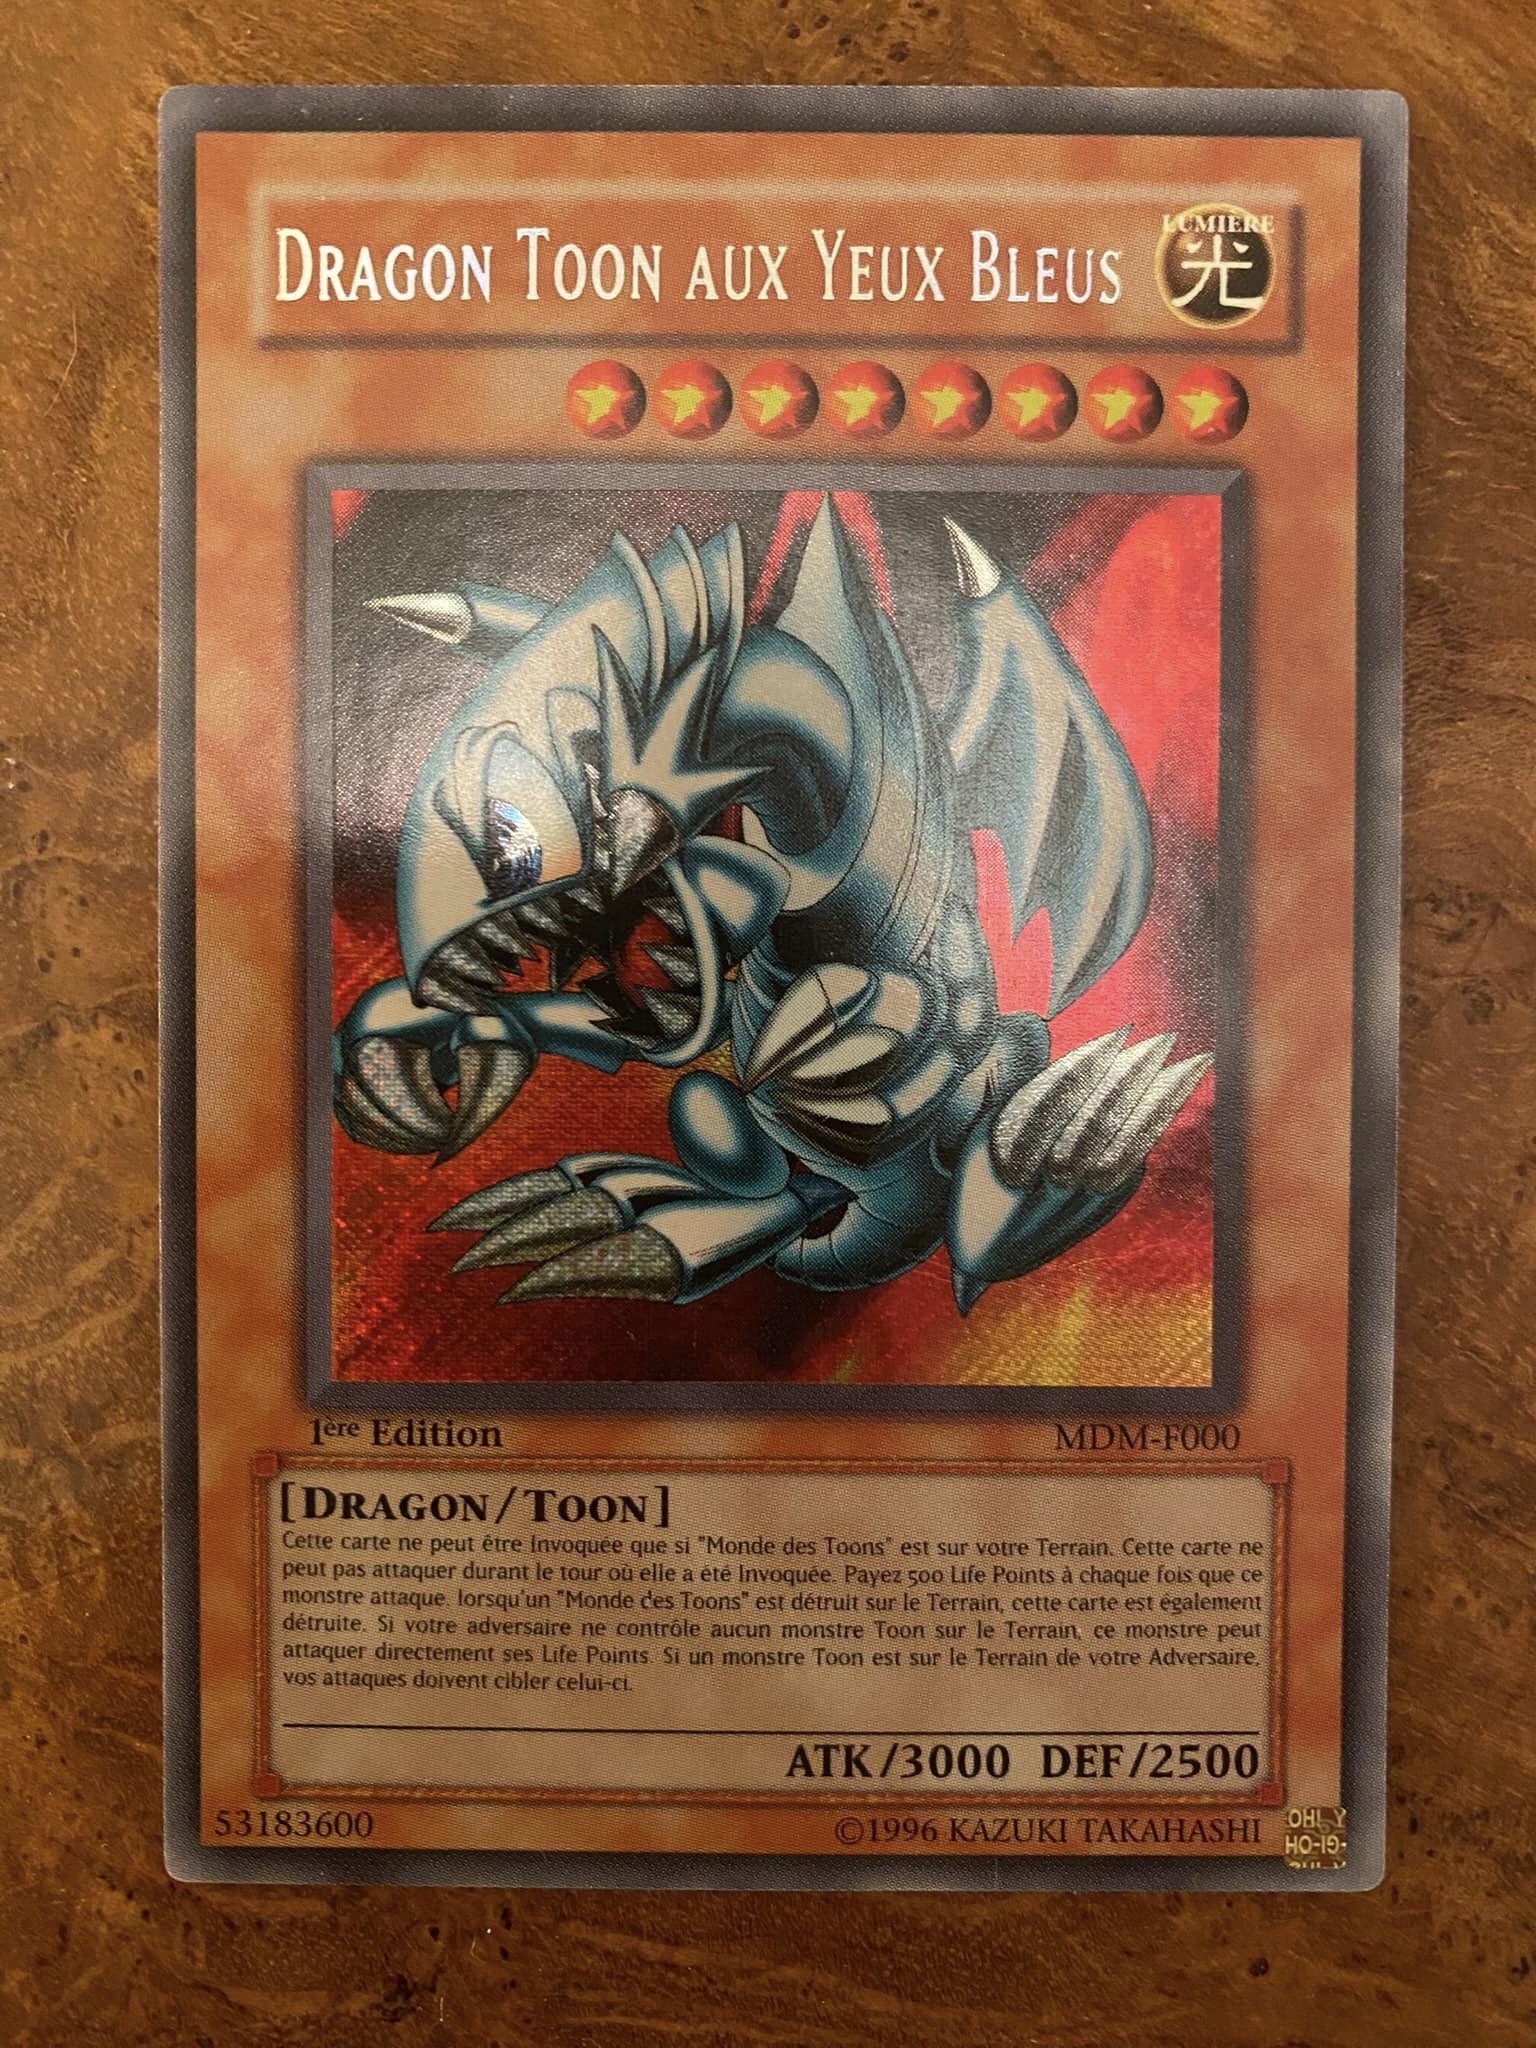 DRAGON TOON AUX YEUX BLEUS
LUMIÈRE
光
1ère Edition
MDM-F000
[DRAGON/TOON]
Cette carte ne peut être Invoquée que si "Monde des Toons" est sur votre Terrain. Cette carte ne
peut pas attaquer durant le tour où elle a été Invoquée. Payez 500 Life Points à chaque fois que ce
monstre attaque. lorsqu'un "Monde des Toons" est détruit sur le Terrain, cette carte est également
détruite. Si votre adversaire ne contrôle aucun monstre Toon sur le Terrain, ce monstre peut
attaquer directement ses Life Points. Si un monstre Toon est sur le Terrain de votre Adversaire,
vos attaques doivent cibler celui-ci.
ATK/3000 DEF/2500
53183600
©1996 KAZUKI TAKAHASHI